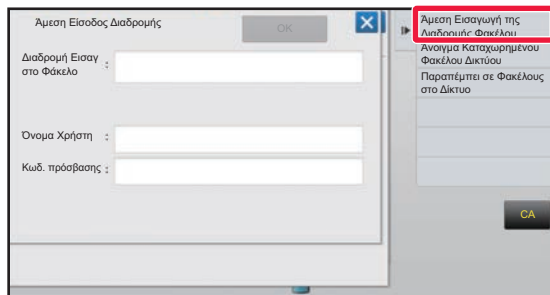 Άμεση Είσοδος Διαδρομής
OK
Διαδρομή Εισαγ
στο Φάκελο :
Όνομα Χρήστη :
Κωδ. πρόσβασης :
Άμεση Εισαγωγή της
Διαδρομής Φακέλου
Άνοιγμα Καταχωρημένου
Φακέλου Δικτύου
Παραπέμπει σε Φακέλους
στο Δίκτυο
CA